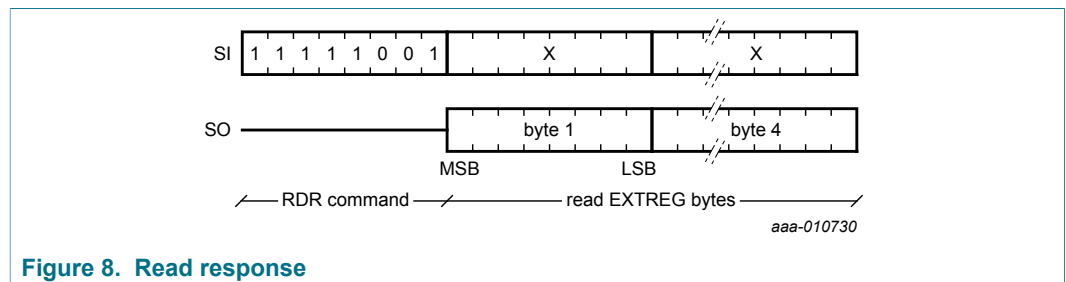 SI 1 1 1 1 1 0 0 1 X X
SO byte 1 byte 4
MSB LSB
RDR command read EXTREG bytes
aaa-010730
Figure 8. Read response